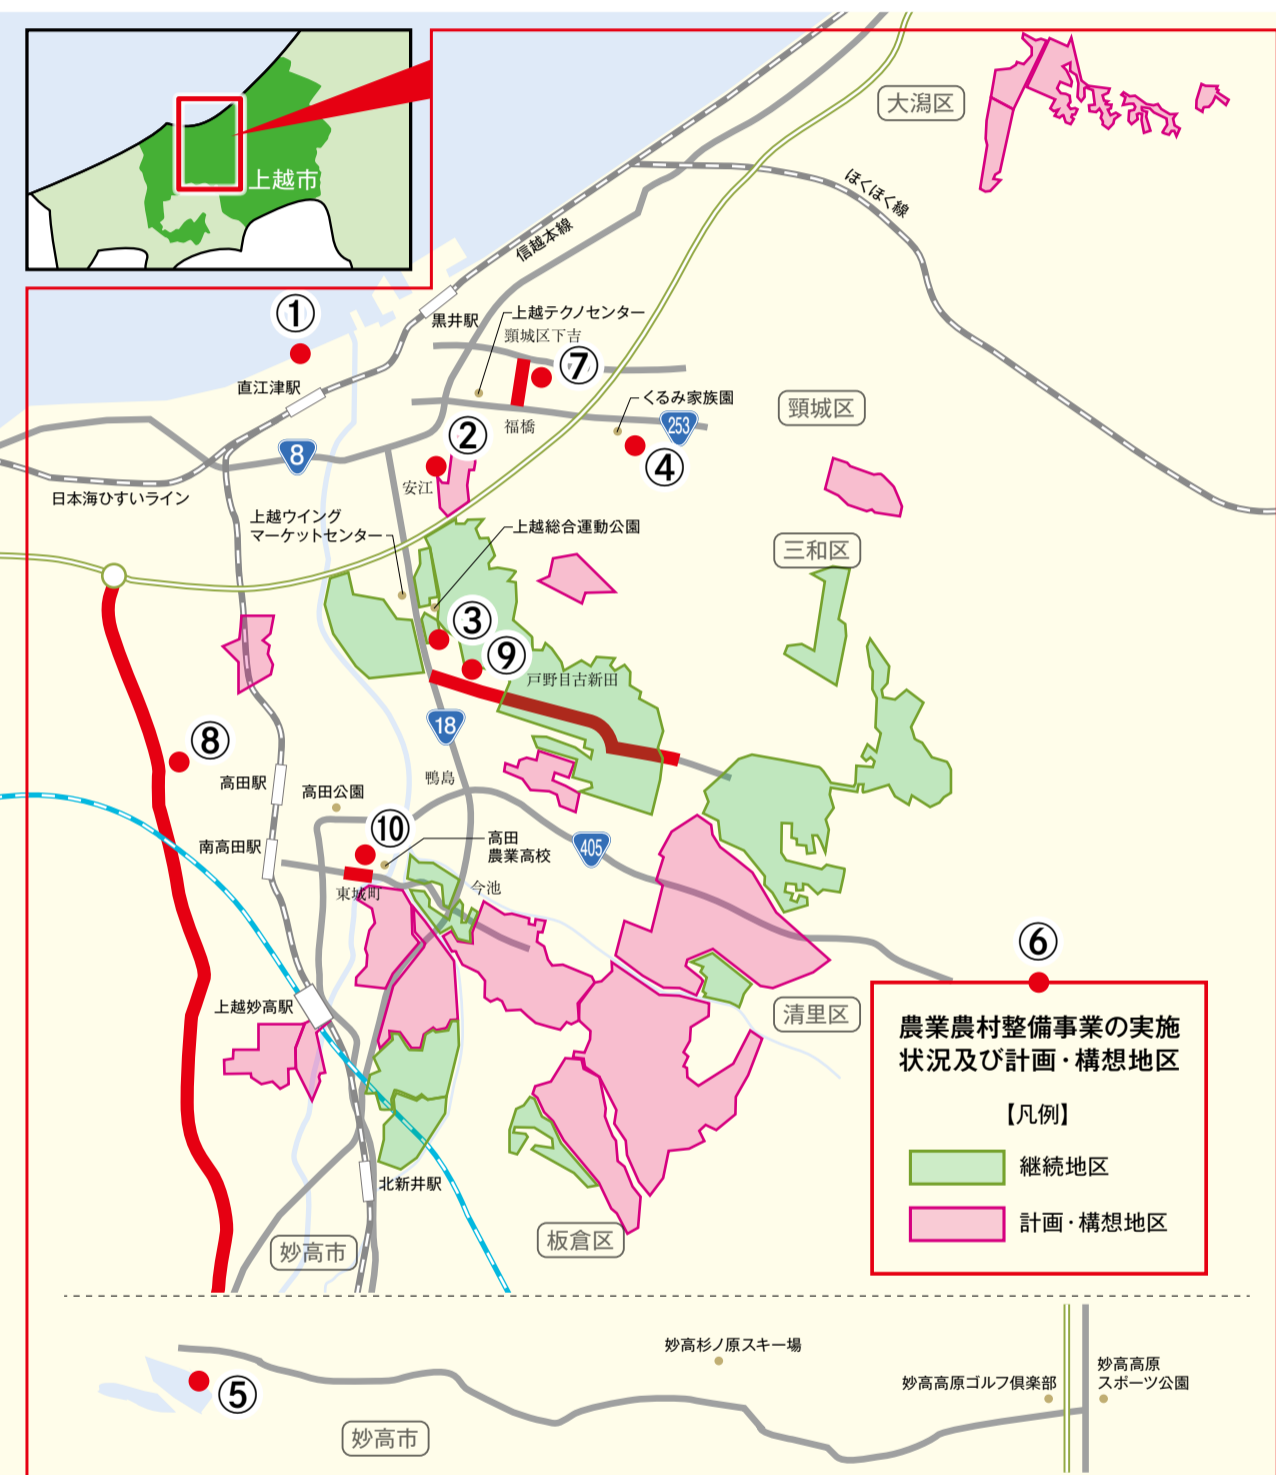 上越市
大潟区
ほくほく線
信越本線
①
黒井駅
上越テクノセンター
頸城区下吉
⑦
直江津駅
くるみ家族園
頸城区
253
福橋
②
④
8
安江
日本海ひすいライン
上越ウイング
マーケットセンター
上越総合運動公園
三和区
③
⑨
戸野目古新田
18
⑧
高田駅
鴨島
高田公園
⑩
南高田駅
高田
農業高校
405
東城町
今池
⑥
上越妙高駅
清里区
農業農村整備事業の実施
状況及び計画・構想地区
【凡例】
継続地区
計画・構想地区
北新井駅
妙高市
板倉区
妙高杉ノ原スキー場
妙高高原
スポーツ公園
妙高高原ゴルフ倶楽部
⑤
妙高市